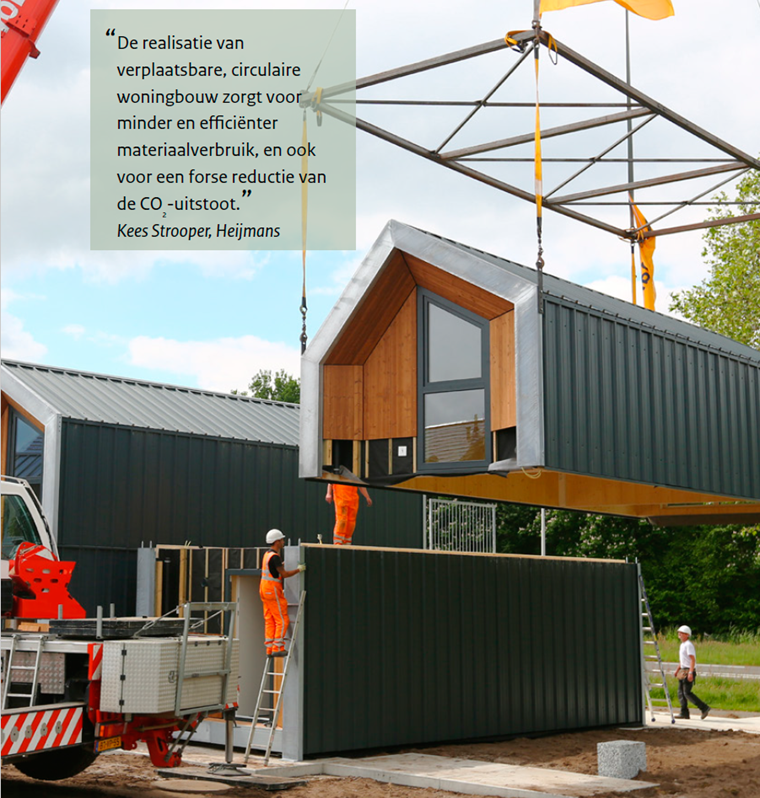 “De realisatie van
verplaatsbare, circulaire
woningbouw zorgt voor
minder en efficiënter
materiaalverbruik, en ook
voor een forse reductie van
de CO₂-uitstoot.”
Kees Strooper, Heijmans